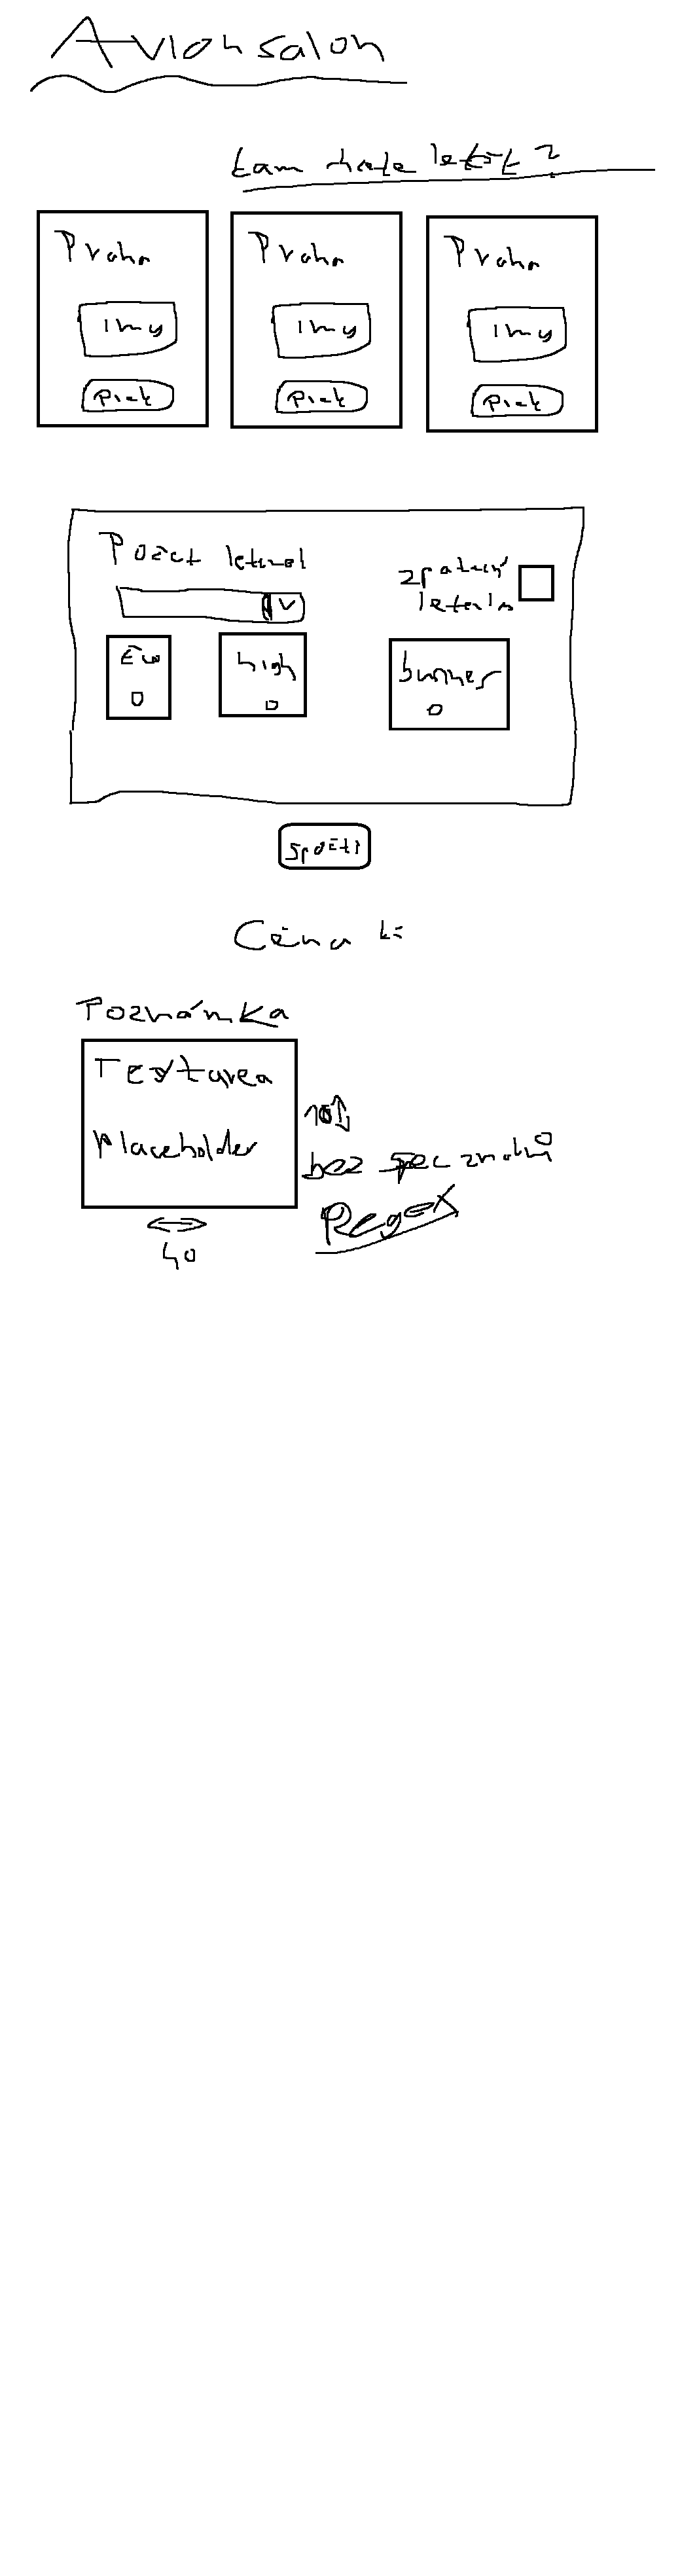 Avionsalon
kam chcete letět?
Praha Praha Praha
img img img
pick pick pick
Počet letenek
zpáteční
letenka
Eco high business
spočti
Cena kč
Poznámka
Textarea
10
Placeholder
bez spec znaků
Regex
40